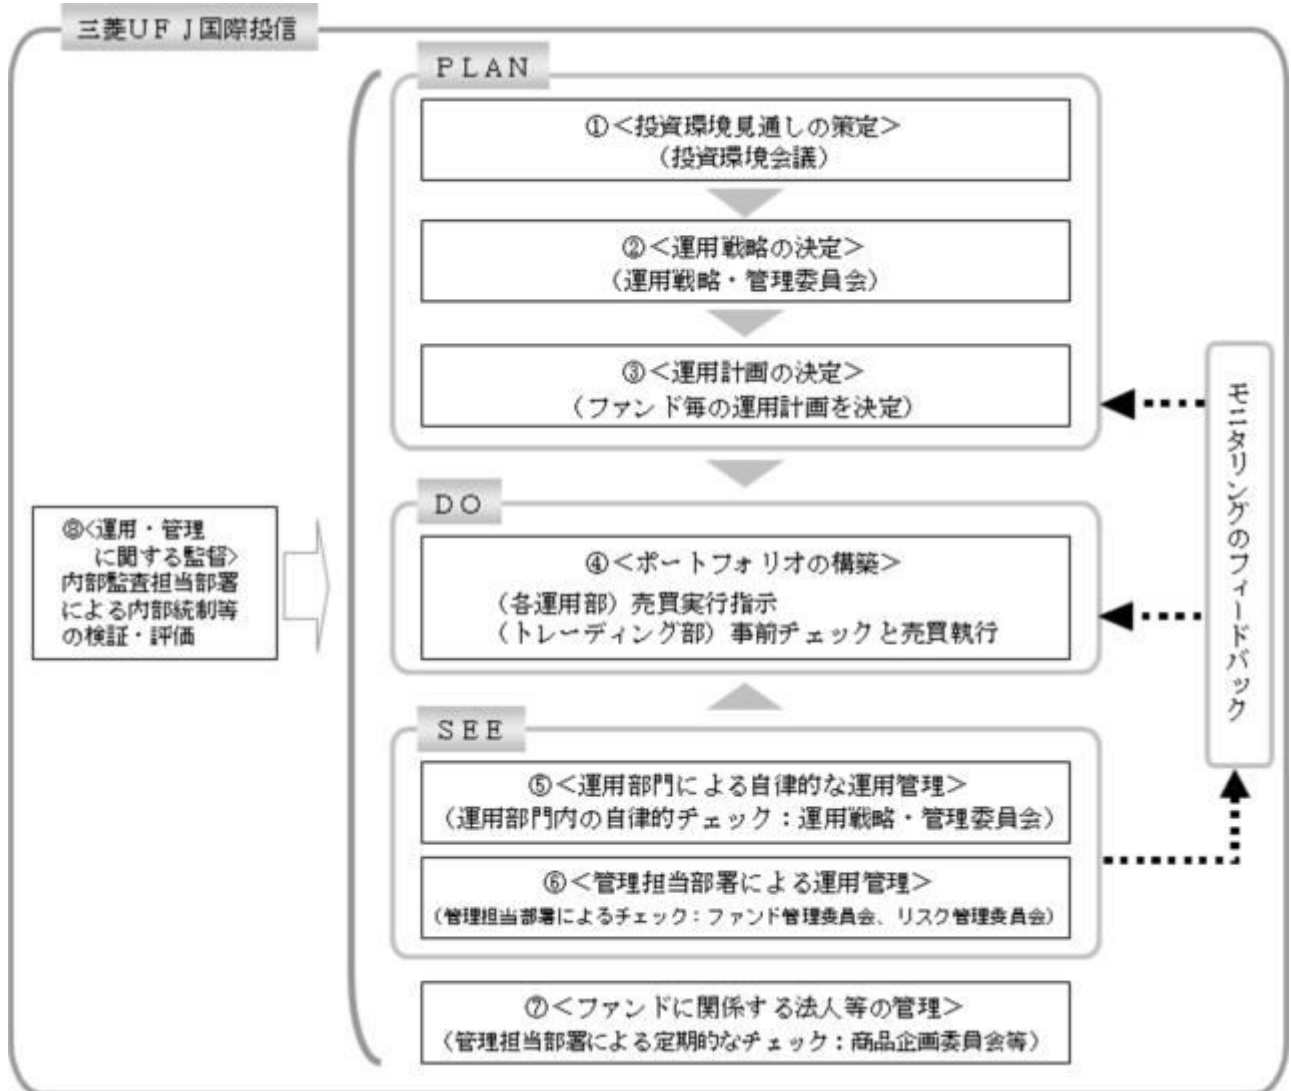 三菱UFJ国際投信
PLAN
①＜投資環境見通しの策定＞
（投資環境会議）
②＜運用戦略の決定＞
（運用戦略・管理委員会）
③＜運用計画の決定＞
（ファンド毎の運用計画を決定）
DO
④＜ポートフォリオの構築＞
（各運用部）売買実行指示
（トレーディング部）事前チェックと売買執行
SEE
⑤＜運用部門による自律的な運用管理＞
（運用部門内の自律的チェック：運用戦略・管理委員会）
⑥＜管理担当部署による運用管理＞
（管理担当部署によるチェック：ファンド管理委員会、リスク管理委員会）
⑦＜ファンドに関係する法人等の管理＞
（管理担当部署による定期的なチェック：商品企画委員会等）
⑧＜運用・管理
に関する監督＞
内部監査担当部署
による内部統制等
の検証・評価
モニタリングのフィードバック